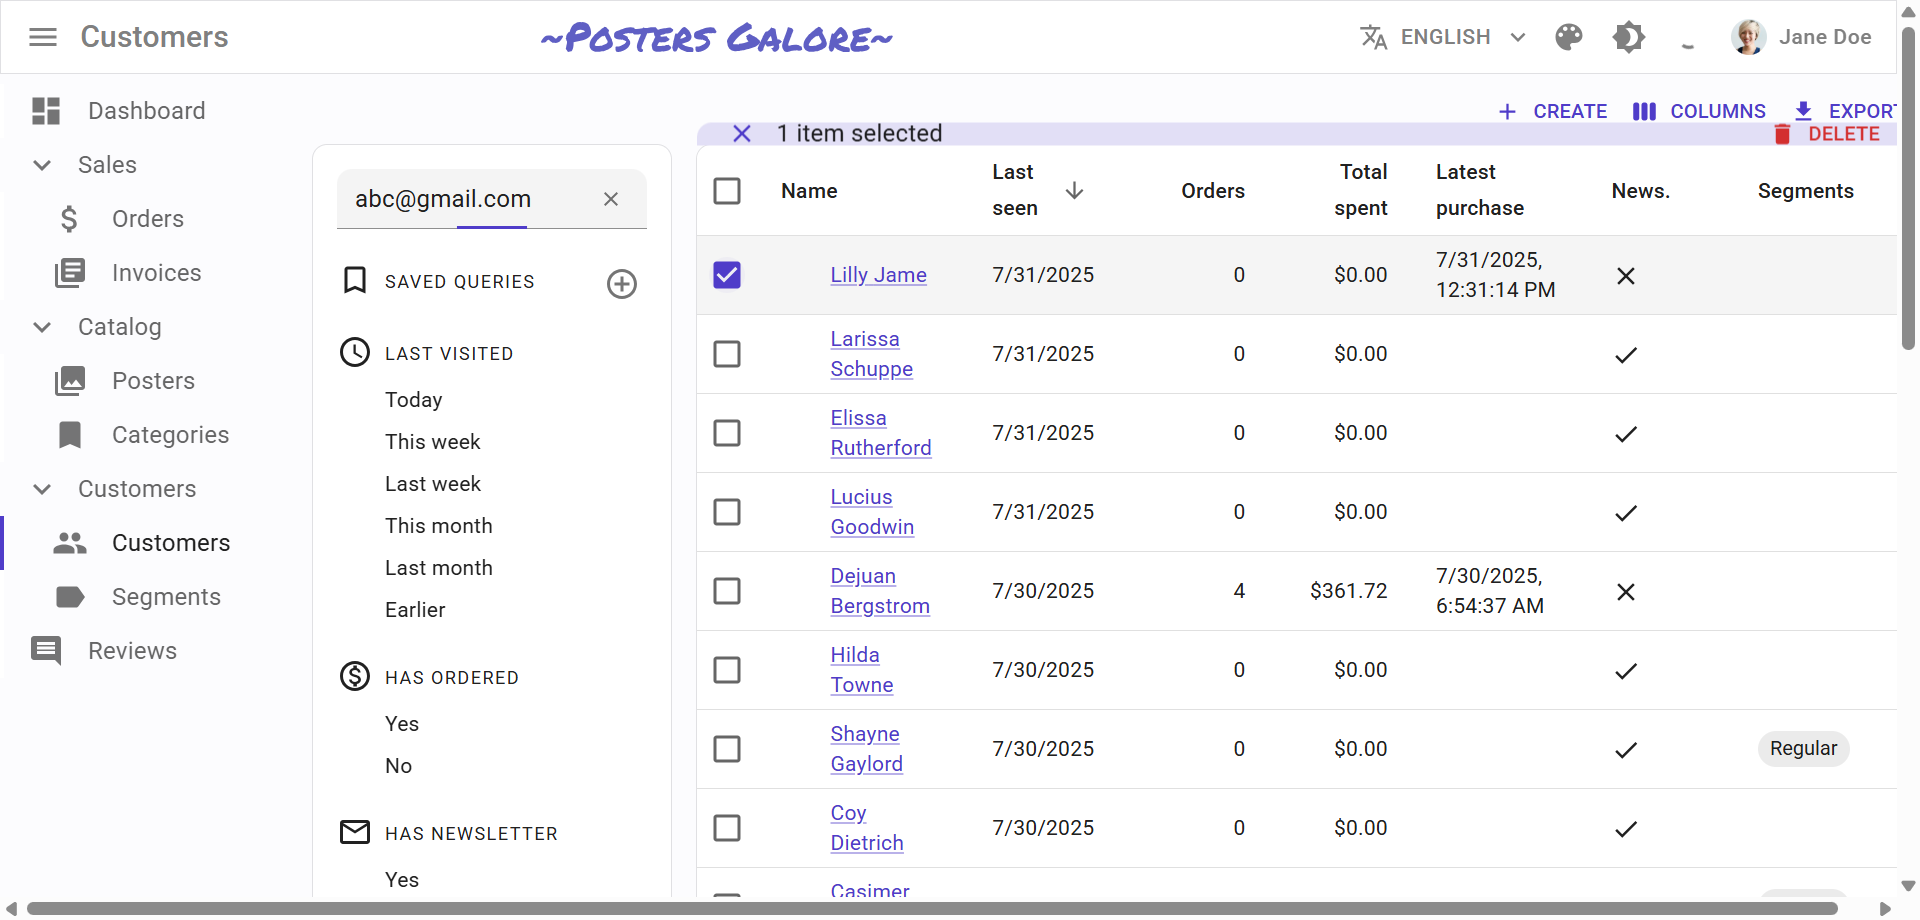 Customers
~Posters Galore~
ENGLISH
Jane Doe
Dashboard
Sales
Orders
Invoices
Catalog
Posters
Categories
Customers
Customers
Segments
Reviews
CREATE
COLUMNS
EXPORT
1 item selected
DELETE
abc@gmail.com
SAVED QUERIES
LAST VISITED
Today
This week
Last week
This month
Last month
Earlier
HAS ORDERED
Yes
No
HAS NEWSLETTER
Yes
Name Last seen Orders Total spent Latest purchase News. Segments
Lilly Jame 7/31/2025 0 $0.00 7/31/2025, 12:31:14 PM
Larissa Schuppe 7/31/2025 0 $0.00
Elissa Rutherford 7/31/2025 0 $0.00
Lucius Goodwin 7/31/2025 0 $0.00
Dejuan Bergstrom 7/30/2025 4 $361.72 7/30/2025, 6:54:37 AM
Hilda Towne 7/30/2025 0 $0.00
Shayne Gaylord 7/30/2025 0 $0.00 Regular
Coy Dietrich 7/30/2025 0 $0.00
Casimer